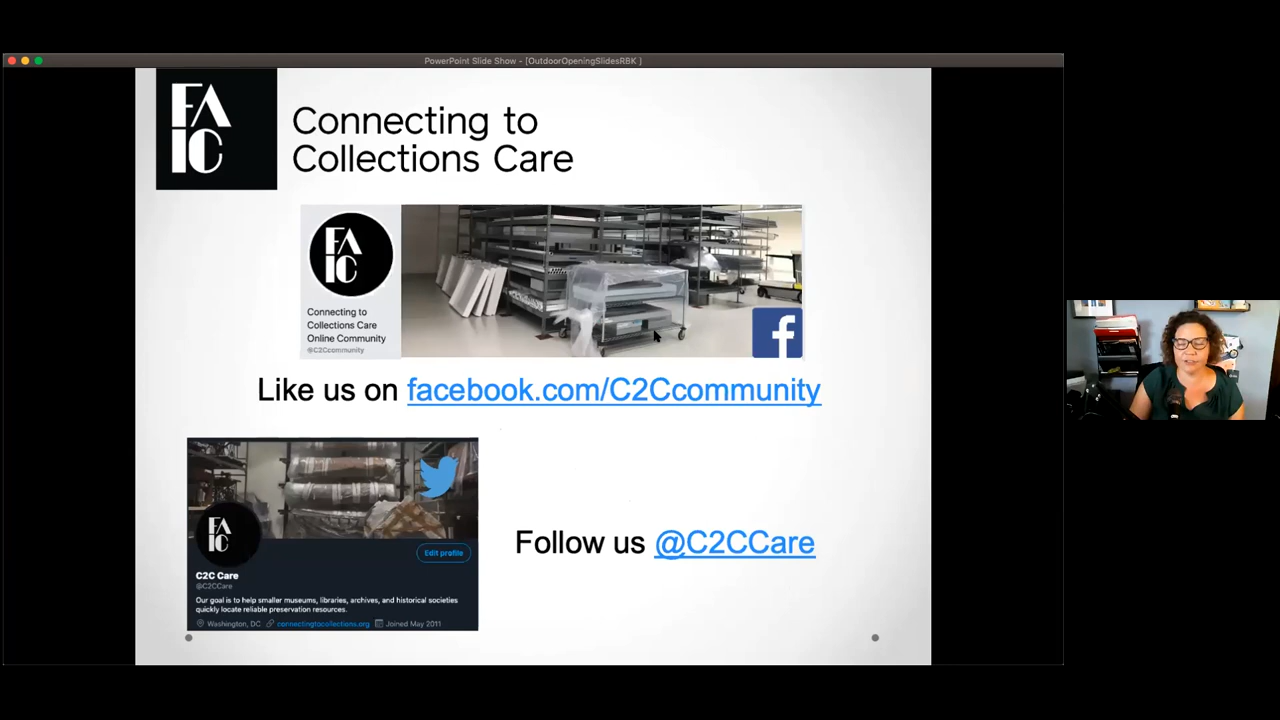 PowerPoint Slide Show - [OutdoorOpeningSlidesRBK ]
FA
IC
Connecting to
Collections Care
FA
IC
Connecting to
Collections Care
Online Community
@C2Ccommunity
f
Like us on facebook.com/C2Ccommunity
FA
IC
Edit profile
C2C Care
@C2CCare
Our goal is to help smaller museums, libraries, archives, and historical societies
quickly locate reliable preservation resources.
Washington, DC connectingtocollections.org Joined May 2011
Follow us @C2CCare